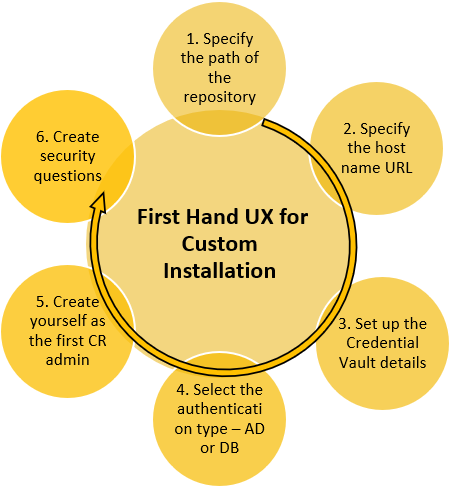 1. Specify
the path of
the
repository
2. Specify
the host
name URL
3. Set up the
Credential
Vault details
4. Select the
authenticati
on type – AD
or DB
5. Create
yourself as
the first CR
admin
6. Create
security
questions
First Hand UX for
Custom
Installation